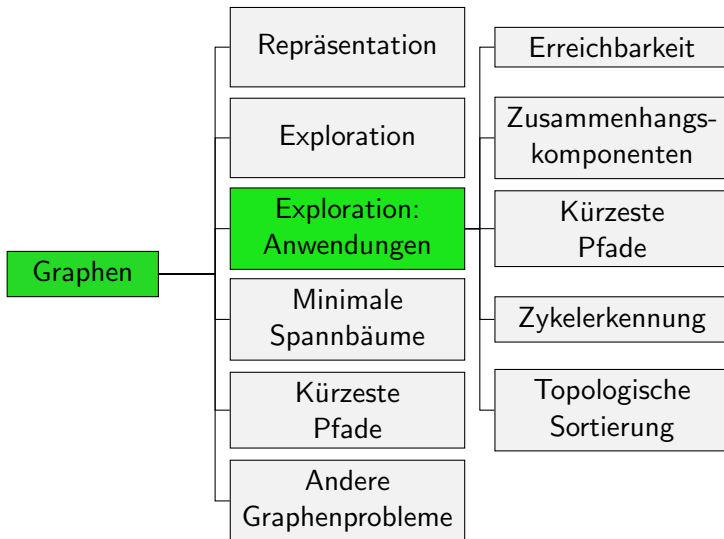 Graphen
Repräsentation
Exploration
Exploration:
Anwendungen
Minimale
Spannbäume
Kürzeste
Pfade
Andere
Graphenprobleme
Erreichbarkeit
Zusammenhangs-
komponenten
Kürzeste
Pfade
Zykelerkennung
Topologische
Sortierung